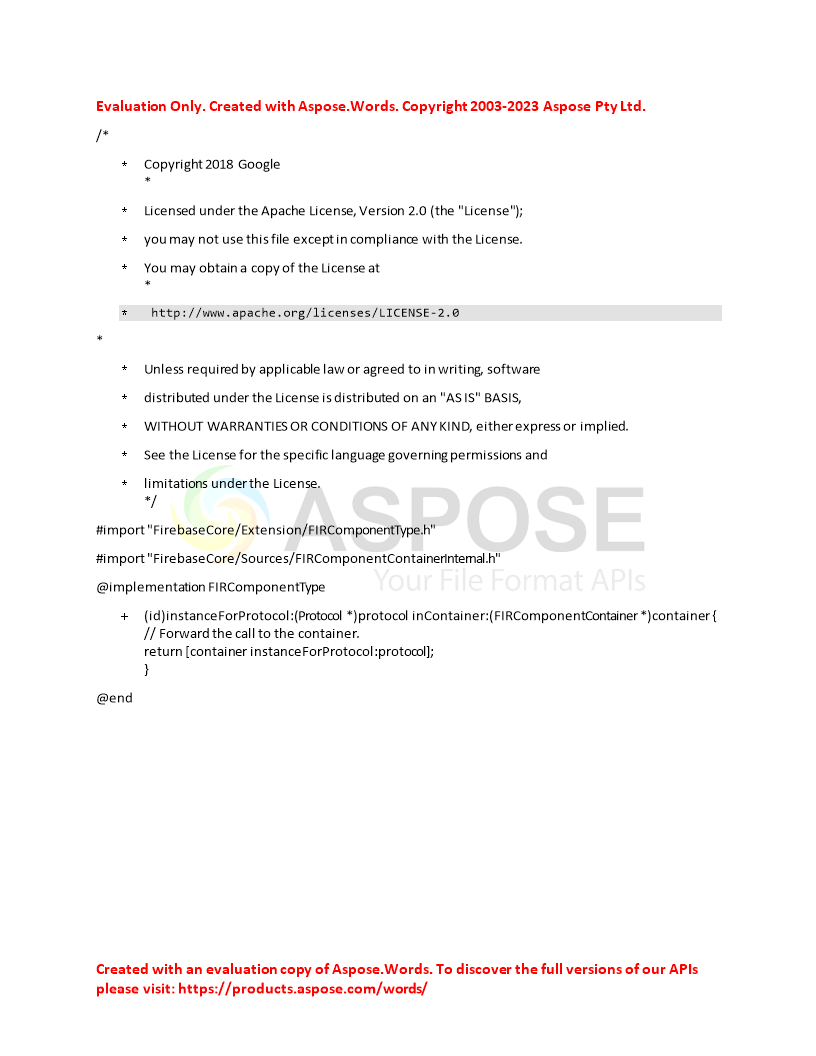 Evaluation Only. Created with Aspose.Words. Copyright 2003-2023 Aspose Pty Ltd.
/*
* Copyright 2018 Google
*
* Licensed under the Apache License, Version 2.0 (the "License");
* you may not use this file except in compliance with the License.
* You may obtain a copy of the License at
*
* http://www.apache.org/licenses/LICENSE-2.0
*
* Unless required by applicable law or agreed to in writing, software
* distributed under the License is distributed on an "AS IS" BASIS,
* WITHOUT WARRANTIES OR CONDITIONS OF ANY KIND, either express or implied.
* See the License for the specific language governing permissions and
* limitations under the License.
*/
ASPOSE
Your File Format APIs
#import "FirebaseCore/Extension/FIRComponentType.h"
#import "FirebaseCore/Sources/FIRComponentContainerInternal.h"
@implementation FIRComponentType
+ (id)instanceForProtocol:(Protocol *)protocol inContainer:(FIRComponentContainer *)container {
// Forward the call to the container.
return [container instanceForProtocol:protocol];
}
@end
Created with an evaluation copy of Aspose.Words. To discover the full versions of our APIs
please visit: https://products.aspose.com/words/